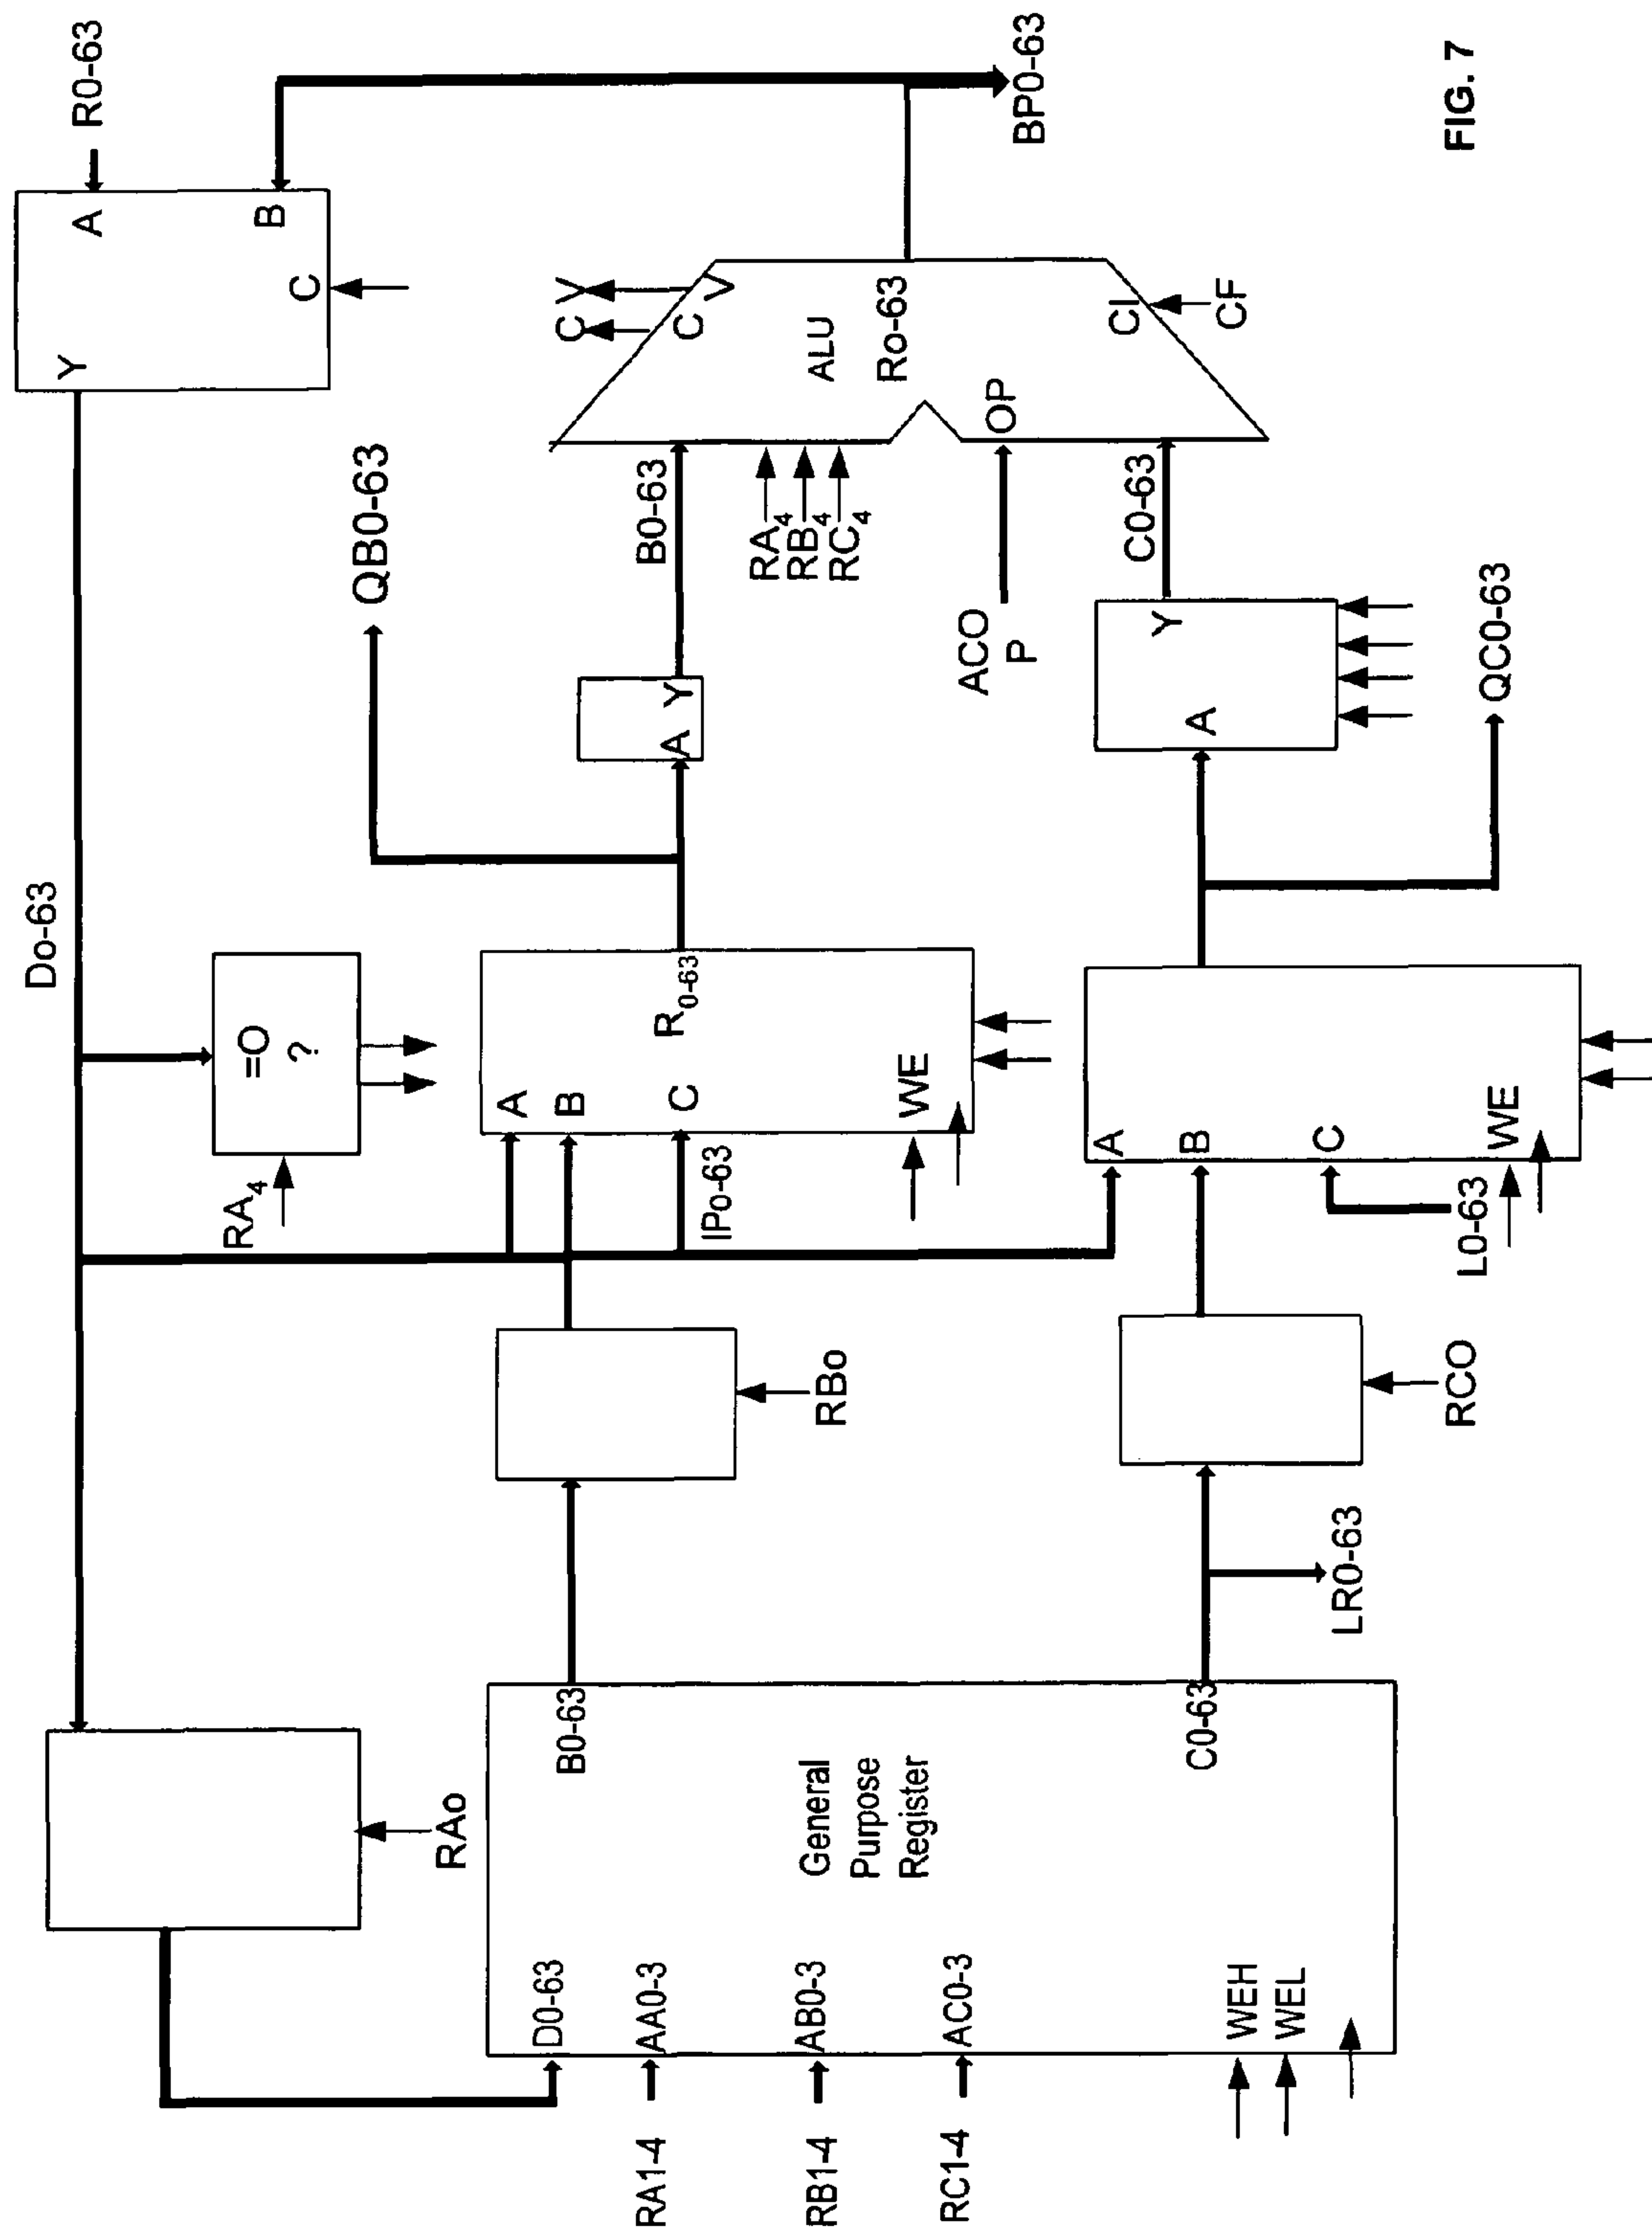 R0-63
A
Y
B
C
Do-63
=O
?
RA4
RAo
QB0-63
BP0-63
C V
C V
ALU
Ro-63
CI
CF
OP
B0-63
RA4
RB4
RC4
ACO
P
C0-63
A Y
A Y
QC0-63
A
B
C
R0-63
WE
IPo-63
A
B
C
WE
L0-63
RBo
RCO
LR0-63
B0-63
C0-63
General
Purpose
Register
D0-63
AA0-3
AB0-3
AC0-3
WEH
WEL
RA1-4
RB1-4
RC1-4
FIG. 7